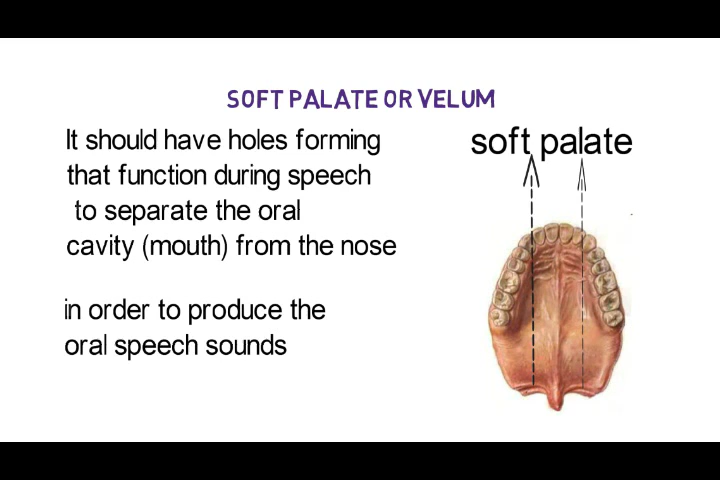 SOFT PALATE OR VELUM
It should have holes forming
that function during speech
to separate the oral
cavity (mouth) from the nose
in order to produce the
oral speech sounds
soft palate